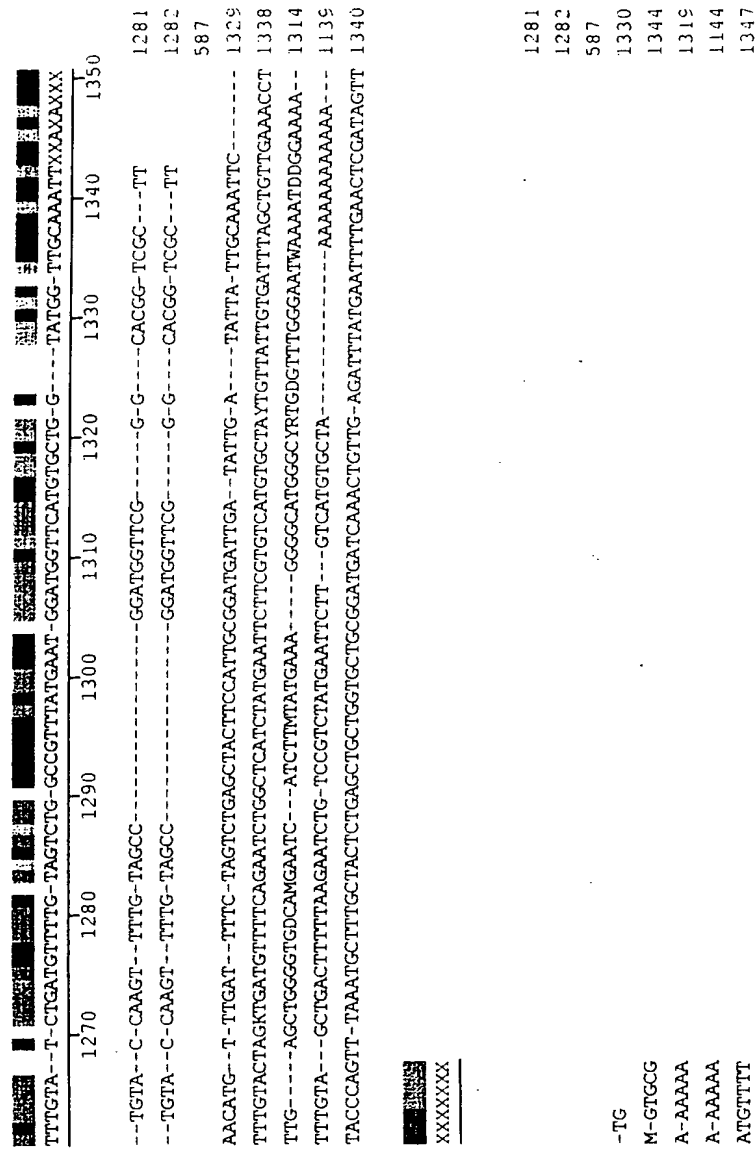 TTTGTA--T-CTGATGTTTTG-TAGTCTG-GCCGTTTATGAAT-GGATGGTTCATGTGCTG-G----TATGG-TTGCAAATTXXAXAXXX
1270 1280 1290 1300 1310 1320 1330 1340 1350
--TGTA--C-CAAGT--TTTG-TAGCC-----------------GGATGGTTCG------G-G----CACGG-TCGC---TT 1281
--TGTA--C-CAAGT--TTTG-TAGCC-----------------GGATGGTTCG------G-G----CACGG-TCGC---TT 1282
587
AACATG--T-TTGAT--TTTC-TAGTCTGAGCTACTTCCATTGCGGATGATTGA--TATTG-A----TATTA-TTGCAAATTC------- 1329
TTTGTACTAGKTGATGTTTTCAGAATCTGGCTCATCTATGAATTCTTCGTGTCATGTGCTAYTGTTATTGTGATTTAGCTGTTGAAACCT 1338
TTG-----AGCTGGGGTGDCAMGAATC---ATCTTMTATGAAA-----GGGGCATGGGCYRTGDGTTTGGGAATWAAAATDDGGAAAA-- 1314
TTTGTA---GCTGACTTTTTAAGAATCTG-TCCGTCTATGAATTCTT---GTCATGTGCTA--------------AAAAAAAAAAAA--- 1139
TACCCAGTT-TAAATGCTTTGCTACTCTGAGCTGCTGGTGCTGCGGATGATCAAACTGTTG-AGATTTATGAATTTTGAACTCGATAGTT 1340
XXXXXXXX
1281
1282
587
-TG 1330
M-GTGCG 1344
A-AAAAA 1319
A-AAAAA 1144
ATGTTTT 1347